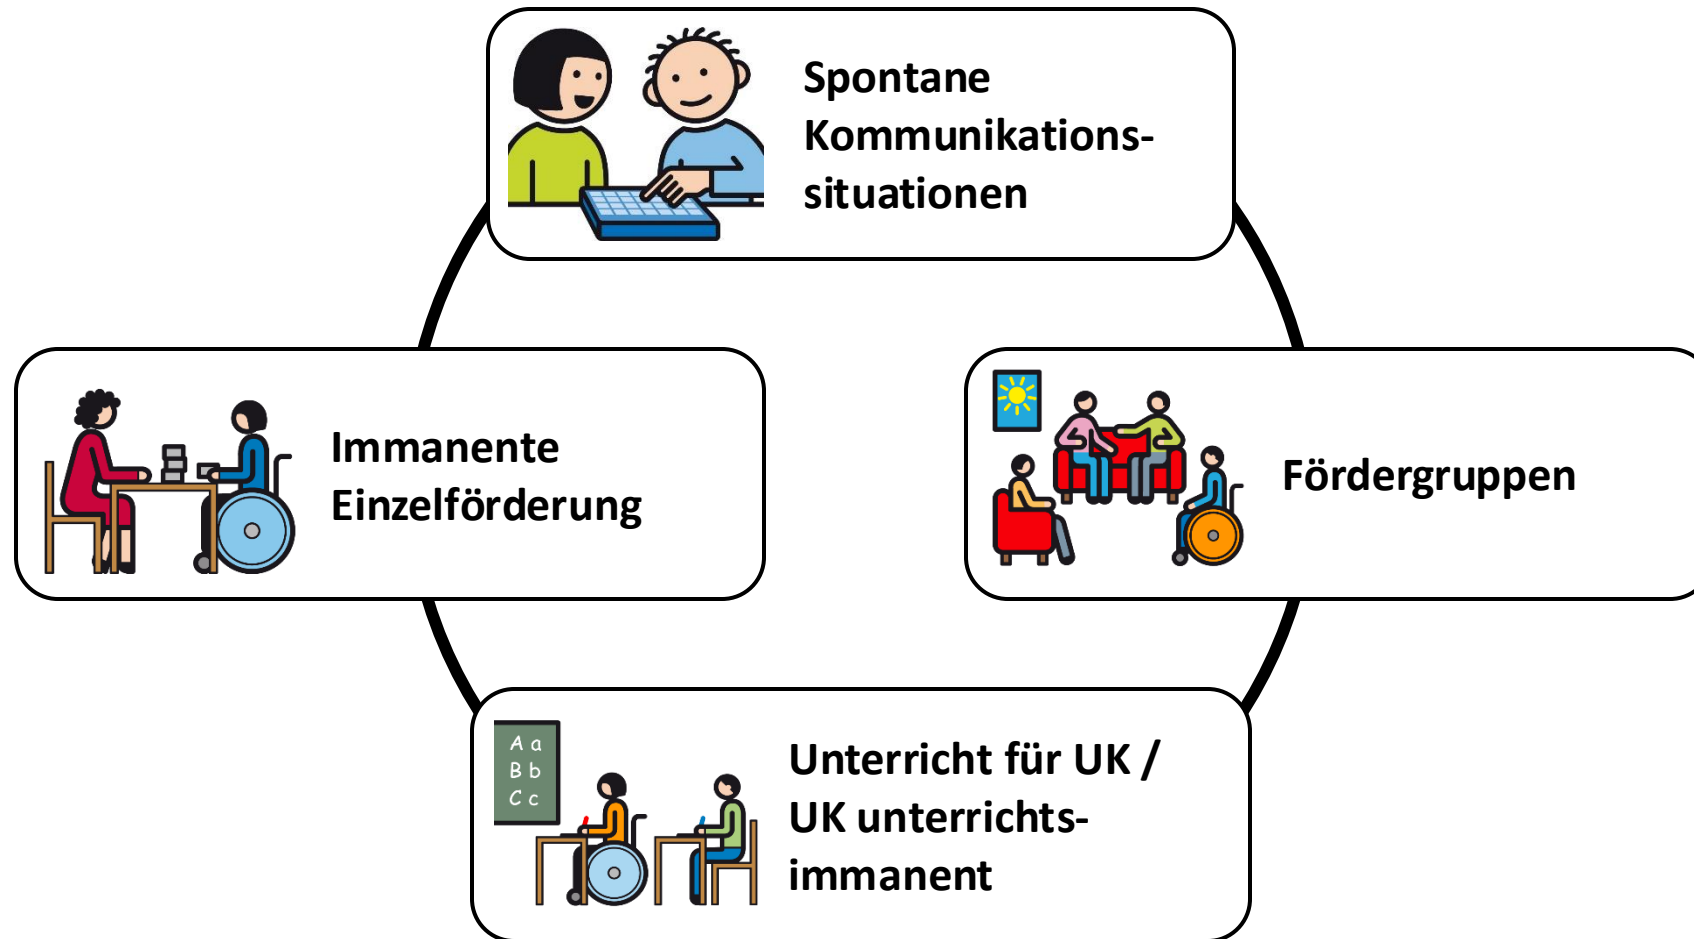 Spontane
Kommunikations-
situationen
Immanente
Einzelförderung
Fördergruppen
A a
B b
C c
Unterricht für UK /
UK unterrichts-
immanent